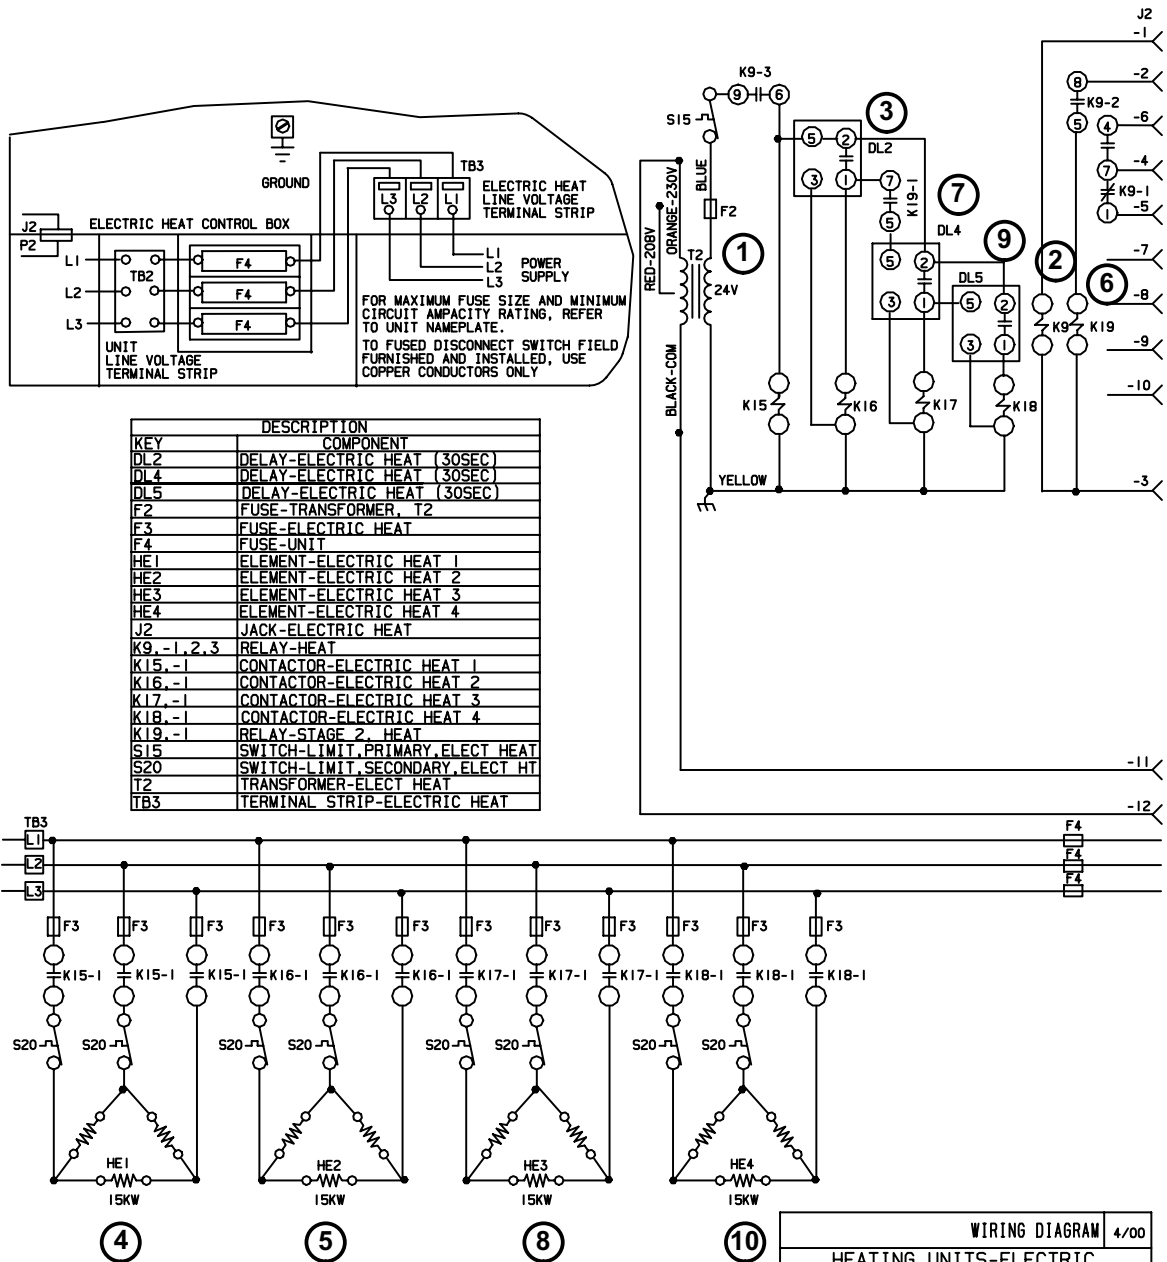 J2
-1
-2
-6
-4
-5
-7
-8
-9
-10
-3
-11
-12
K9-3
9
6
S15
3
5
2
DL2
3
1
7
K19-1
5
7
DL4
5
2
3
1
9
DL5
5
2
3
1
2
6
8
K9-2
5
4
7
K9-1
1
BLUE
ORANGE-230V
RED-208V
F2
T2
24V
1
BLACK-COM
K15
K16
K17
K18
K9
K19
YELLOW
GROUND
TB3
L3 L2 L1
ELECTRIC HEAT
LINE VOLTAGE
TERMINAL STRIP
J2
P2
ELECTRIC HEAT CONTROL BOX
L1
L2
L3
TB2
F4
F4
F4
L1
L2
L3
POWER
SUPPLY
FOR MAXIMUM FUSE SIZE AND MINIMUM
CIRCUIT AMPACITY RATING, REFER
TO UNIT NAMEPLATE.
TO FUSED DISCONNECT SWITCH FIELD
FURNISHED AND INSTALLED, USE
COPPER CONDUCTORS ONLY
UNIT
LINE VOLTAGE
TERMINAL STRIP
DESCRIPTION
KEY COMPONENT
DL2 DELAY-ELECTRIC HEAT (30SEC)
DL4 DELAY-ELECTRIC HEAT (30SEC)
DL5 DELAY-ELECTRIC HEAT (30SEC)
F2 FUSE-TRANSFORMER, T2
F3 FUSE-ELECTRIC HEAT
F4 FUSE-UNIT
HE1 ELEMENT-ELECTRIC HEAT 1
HE2 ELEMENT-ELECTRIC HEAT 2
HE3 ELEMENT-ELECTRIC HEAT 3
HE4 ELEMENT-ELECTRIC HEAT 4
J2 JACK-ELECTRIC HEAT
K9,-1,2,3 RELAY-HEAT
K15,-1 CONTACTOR-ELECTRIC HEAT 1
K16,-1 CONTACTOR-ELECTRIC HEAT 2
K17,-1 CONTACTOR-ELECTRIC HEAT 3
K18,-1 CONTACTOR-ELECTRIC HEAT 4
K19,-1 RELAY-STAGE 2, HEAT
S15 SWITCH-LIMIT,PRIMARY,ELECT HEAT
S20 SWITCH-LIMIT,SECONDARY,ELECT HT
T2 TRANSFORMER-ELECT HEAT
TB3 TERMINAL STRIP-ELECTRIC HEAT
TB3
L1
L2
L3
F4
F4
F4
F3 F3 F3 F3 F3 F3 F3 F3 F3 F3 F3 F3
K15-1 K15-1 K15-1 K16-1 K16-1 K16-1 K17-1 K17-1 K17-1 K18-1 K18-1 K18-1
S20 S20 S20 S20 S20 S20 S20 S20
HE1 HE2 HE3 HE4
15KW 15KW 15KW 15KW
4 5 8 10
WIRING DIAGRAM 4/00
HEATING UNITS-ELECTRIC